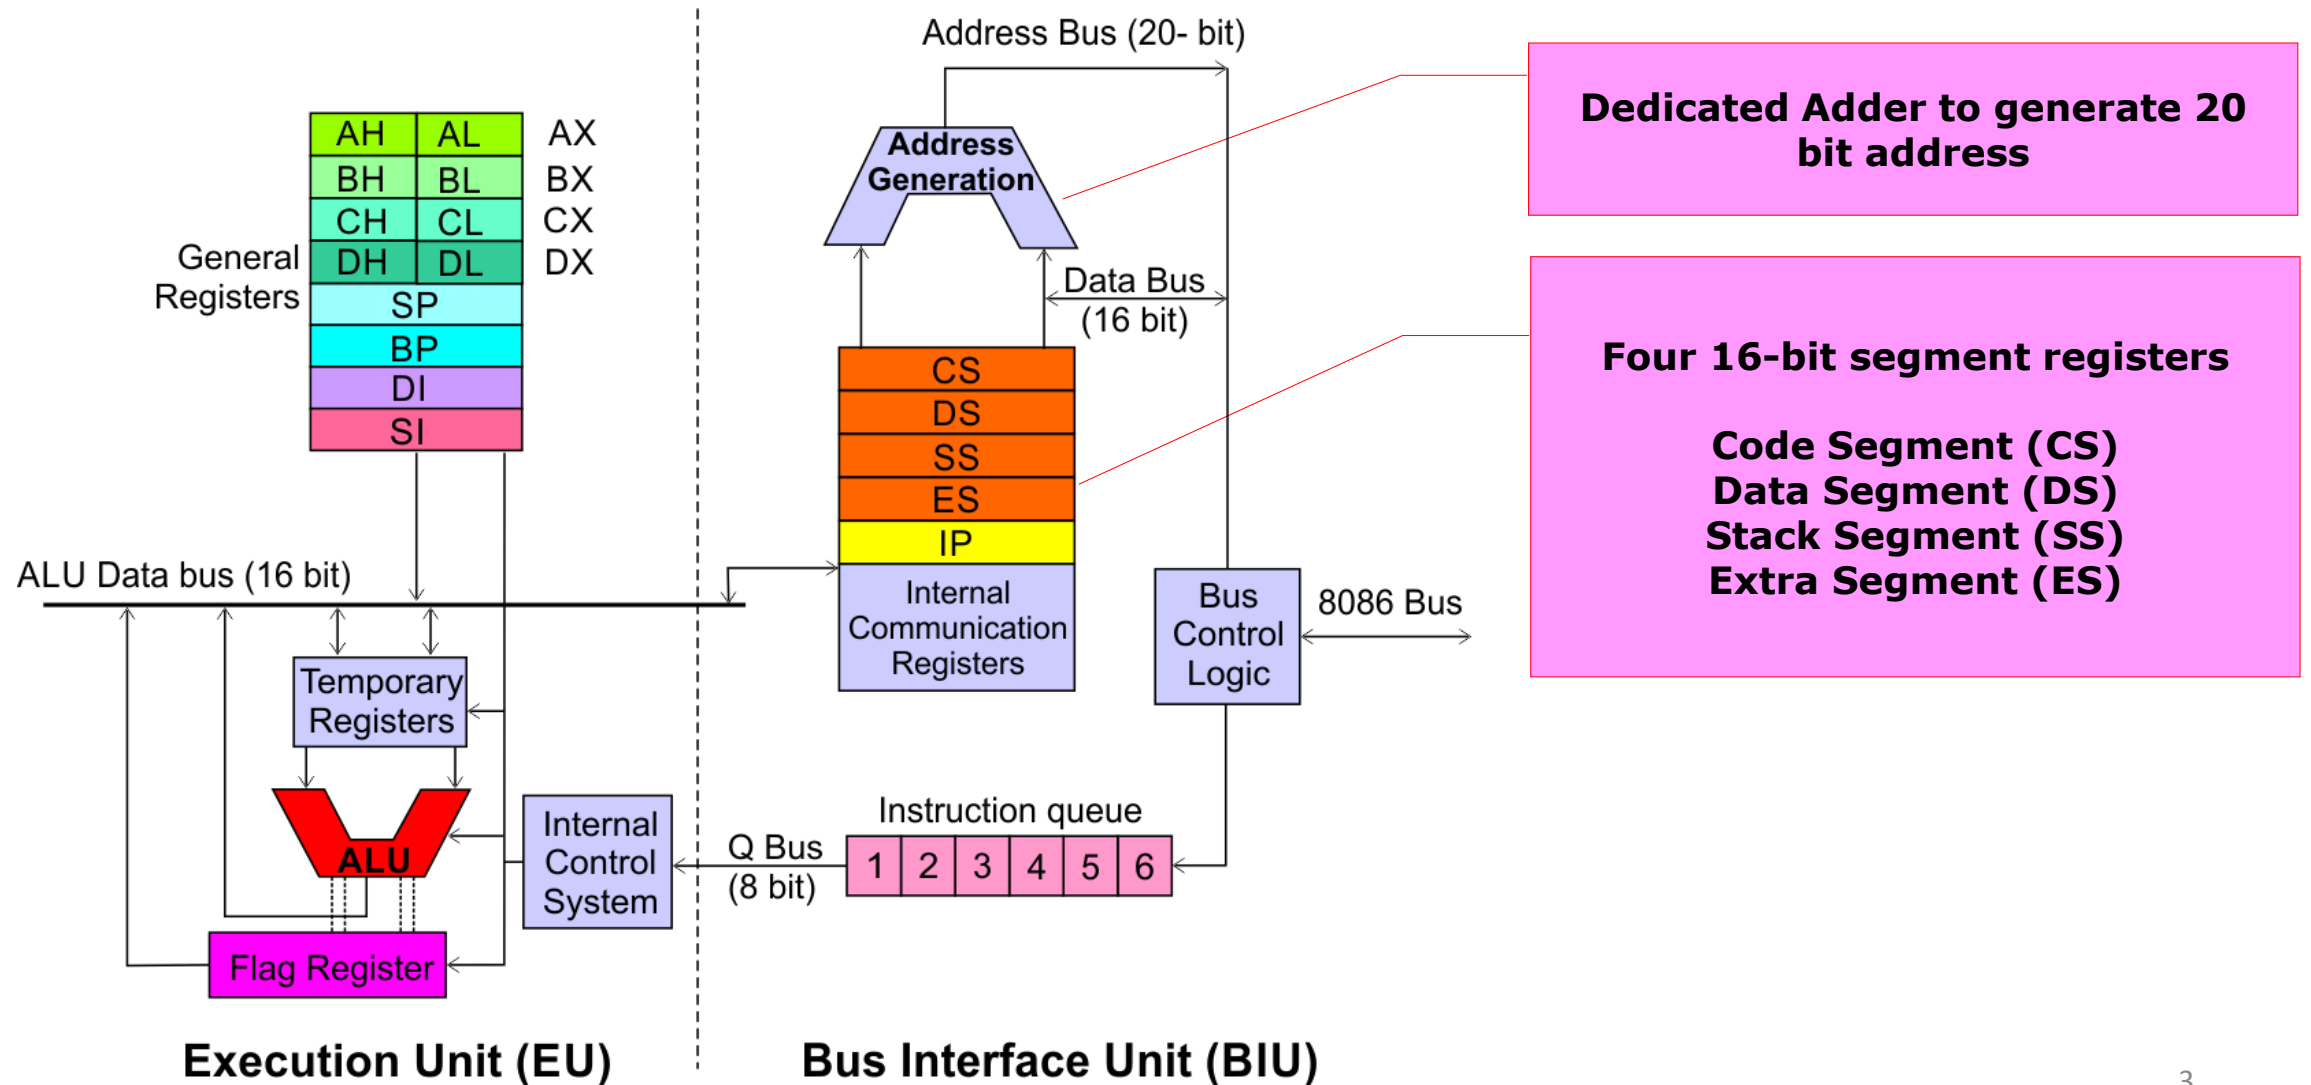 Address Bus (20- bit)
Dedicated Adder to generate 20
bit address
AH AL AX
BH BL BX
CH CL CX
DH DL DX
General
Registers
SP
BP
DI
SI
Address
Generation
Data Bus
(16 bit)
CS
DS
SS
ES
IP
Internal
Communication
Registers
Four 16-bit segment registers
Code Segment (CS)
Data Segment (DS)
Stack Segment (SS)
Extra Segment (ES)
ALU Data bus (16 bit)
Bus
Control
Logic
8086 Bus
Temporary
Registers
ALU
Internal
Control
System
Q Bus
(8 bit)
Instruction queue
1 2 3 4 5 6
Flag Register
Execution Unit (EU)
Bus Interface Unit (BIU)
3